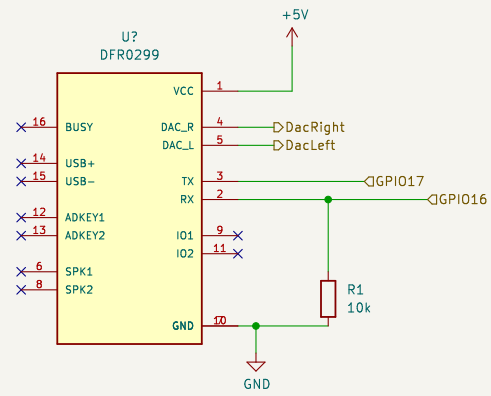 +5V
U?
DFR0299
VCC 1
16 BUSY
DAC_R 4 DacRight
DAC_L 5 DacLeft
14 USB+
15 USB-
TX 3 GPIO17
RX 2 GPIO16
12 ADKEY1
13 ADKEY2
IO1 9
IO2 11
6 SPK1
8 SPK2
R1
10k
GND 10
GND